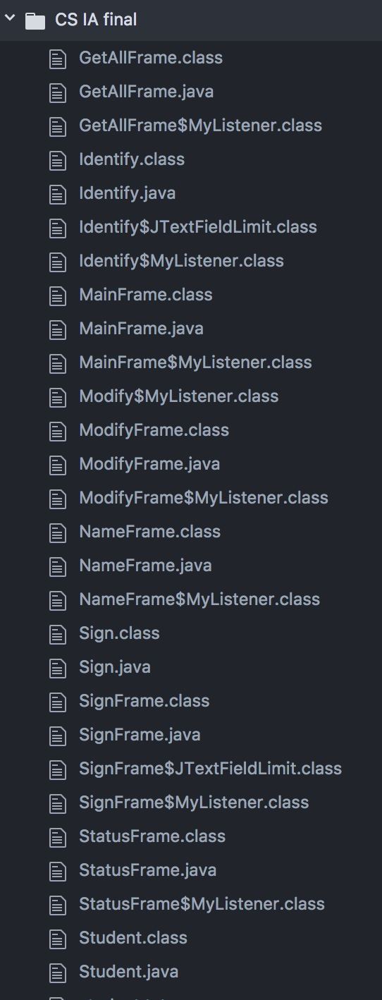 CS IA final
GetAllFrame.class
GetAllFrame.java
GetAllFrame$MyListener.class
Identify.class
Identify.java
Identify$JTextFieldLimit.class
Identify$MyListener.class
MainFrame.class
MainFrame.java
MainFrame$MyListener.class
Modify$MyListener.class
ModifyFrame.class
ModifyFrame.java
ModifyFrame$MyListener.class
NameFrame.class
NameFrame.java
NameFrame$MyListener.class
Sign.class
Sign.java
SignFrame.class
SignFrame.java
SignFrame$JTextFieldLimit.class
SignFrame$MyListener.class
StatusFrame.class
StatusFrame.java
StatusFrame$MyListener.class
Student.class
Student.java